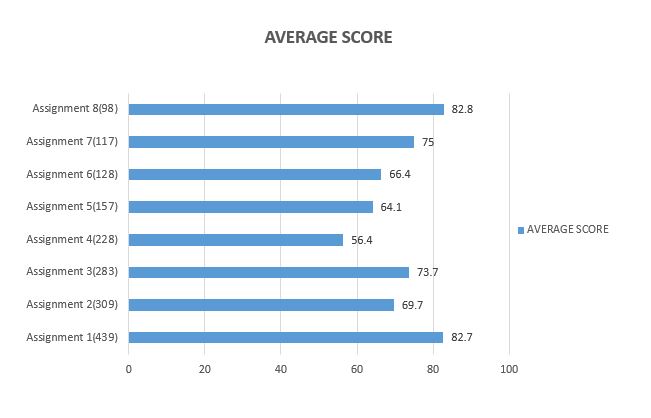 AVERAGE SCORE
Assignment 8(98) 82.8
Assignment 7(117) 75
Assignment 6(128) 66.4
Assignment 5(157) 64.1
Assignment 4(228) 56.4
Assignment 3(283) 73.7
Assignment 2(309) 69.7
Assignment 1(439) 82.7
0 20 40 60 80 100
AVERAGE SCORE